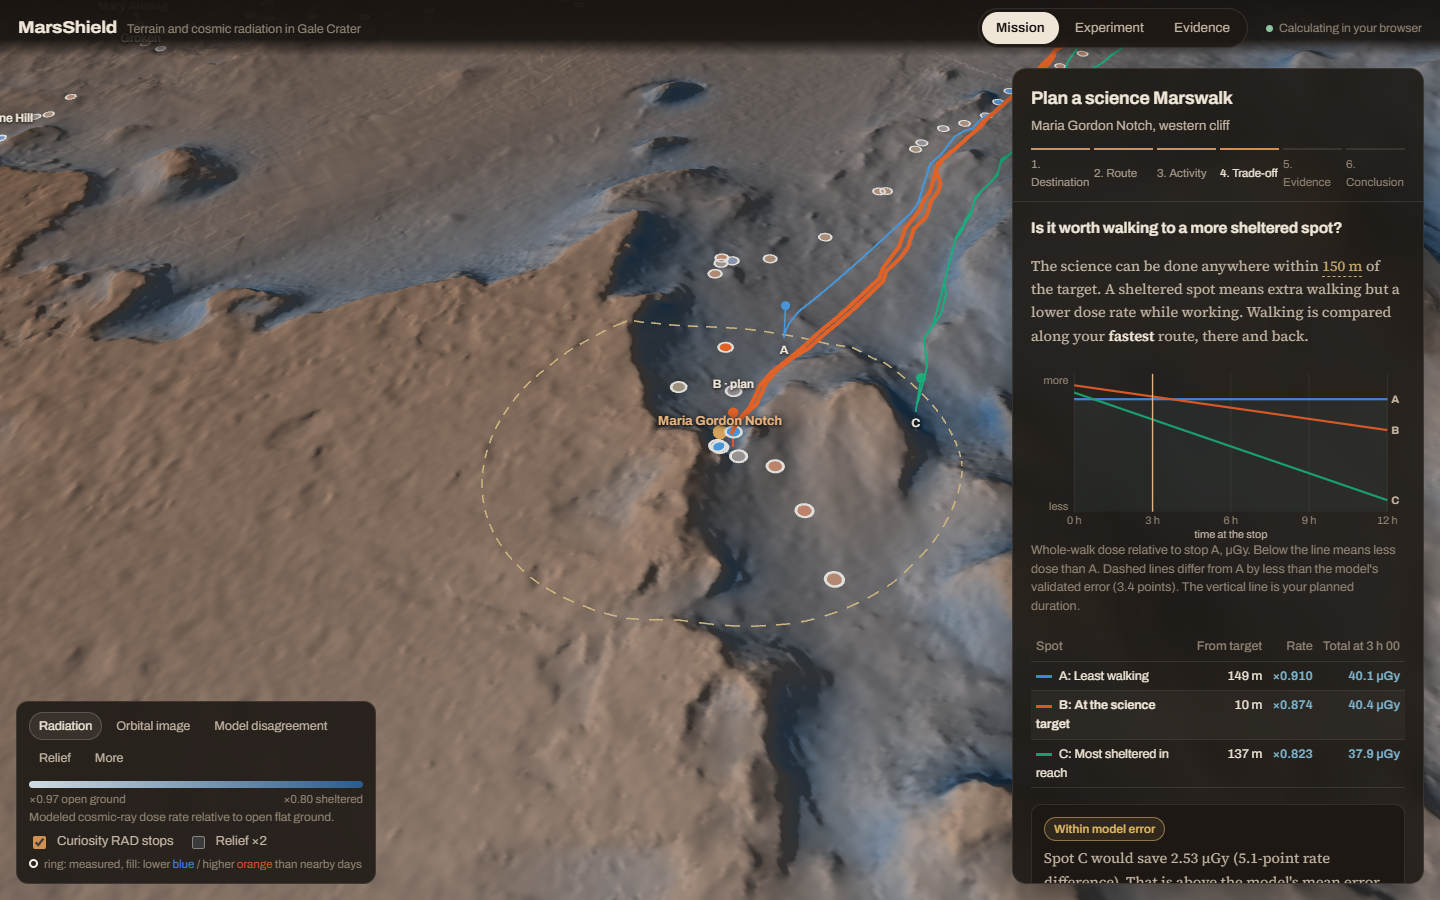 MarsShield Terrain and cosmic radiation in Gale Crater
Mission Experiment Evidence Calculating in your browser
ne Hill
A
B · plan
Maria Gordon Notch
C
Plan a science Marswalk
Maria Gordon Notch, western cliff
1. Destination 2. Route 3. Activity 4. Trade-off 5. Evidence 6. Conclusion
Is it worth walking to a more sheltered spot?
The science can be done anywhere within 150 m of
the target. A sheltered spot means extra walking but a
lower dose rate while working. Walking is compared
along your fastest route, there and back.
more
A
B
C
less
0 h 3 h 6 h 9 h 12 h
time at the stop
Whole-walk dose relative to stop A, µGy. Below the line means less
dose than A. Dashed lines differ from A by less than the model's
validated error (3.4 points). The vertical line is your planned
duration.
Spot From target Rate Total at 3 h 00
A: Least walking 149 m ×0.910 40.1 µGy
B: At the science target 10 m ×0.874 40.4 µGy
C: Most sheltered in reach 137 m ×0.823 37.9 µGy
Within model error
Spot C would save 2.53 µGy (5.1-point rate
difference). That is above the model's mean error
Radiation Orbital image Model disagreement
Relief More
×0.97 open ground ×0.80 sheltered
Modeled cosmic-ray dose rate relative to open flat ground.
Curiosity RAD stops Relief ×2
ring: measured, fill: lower blue / higher orange than nearby days